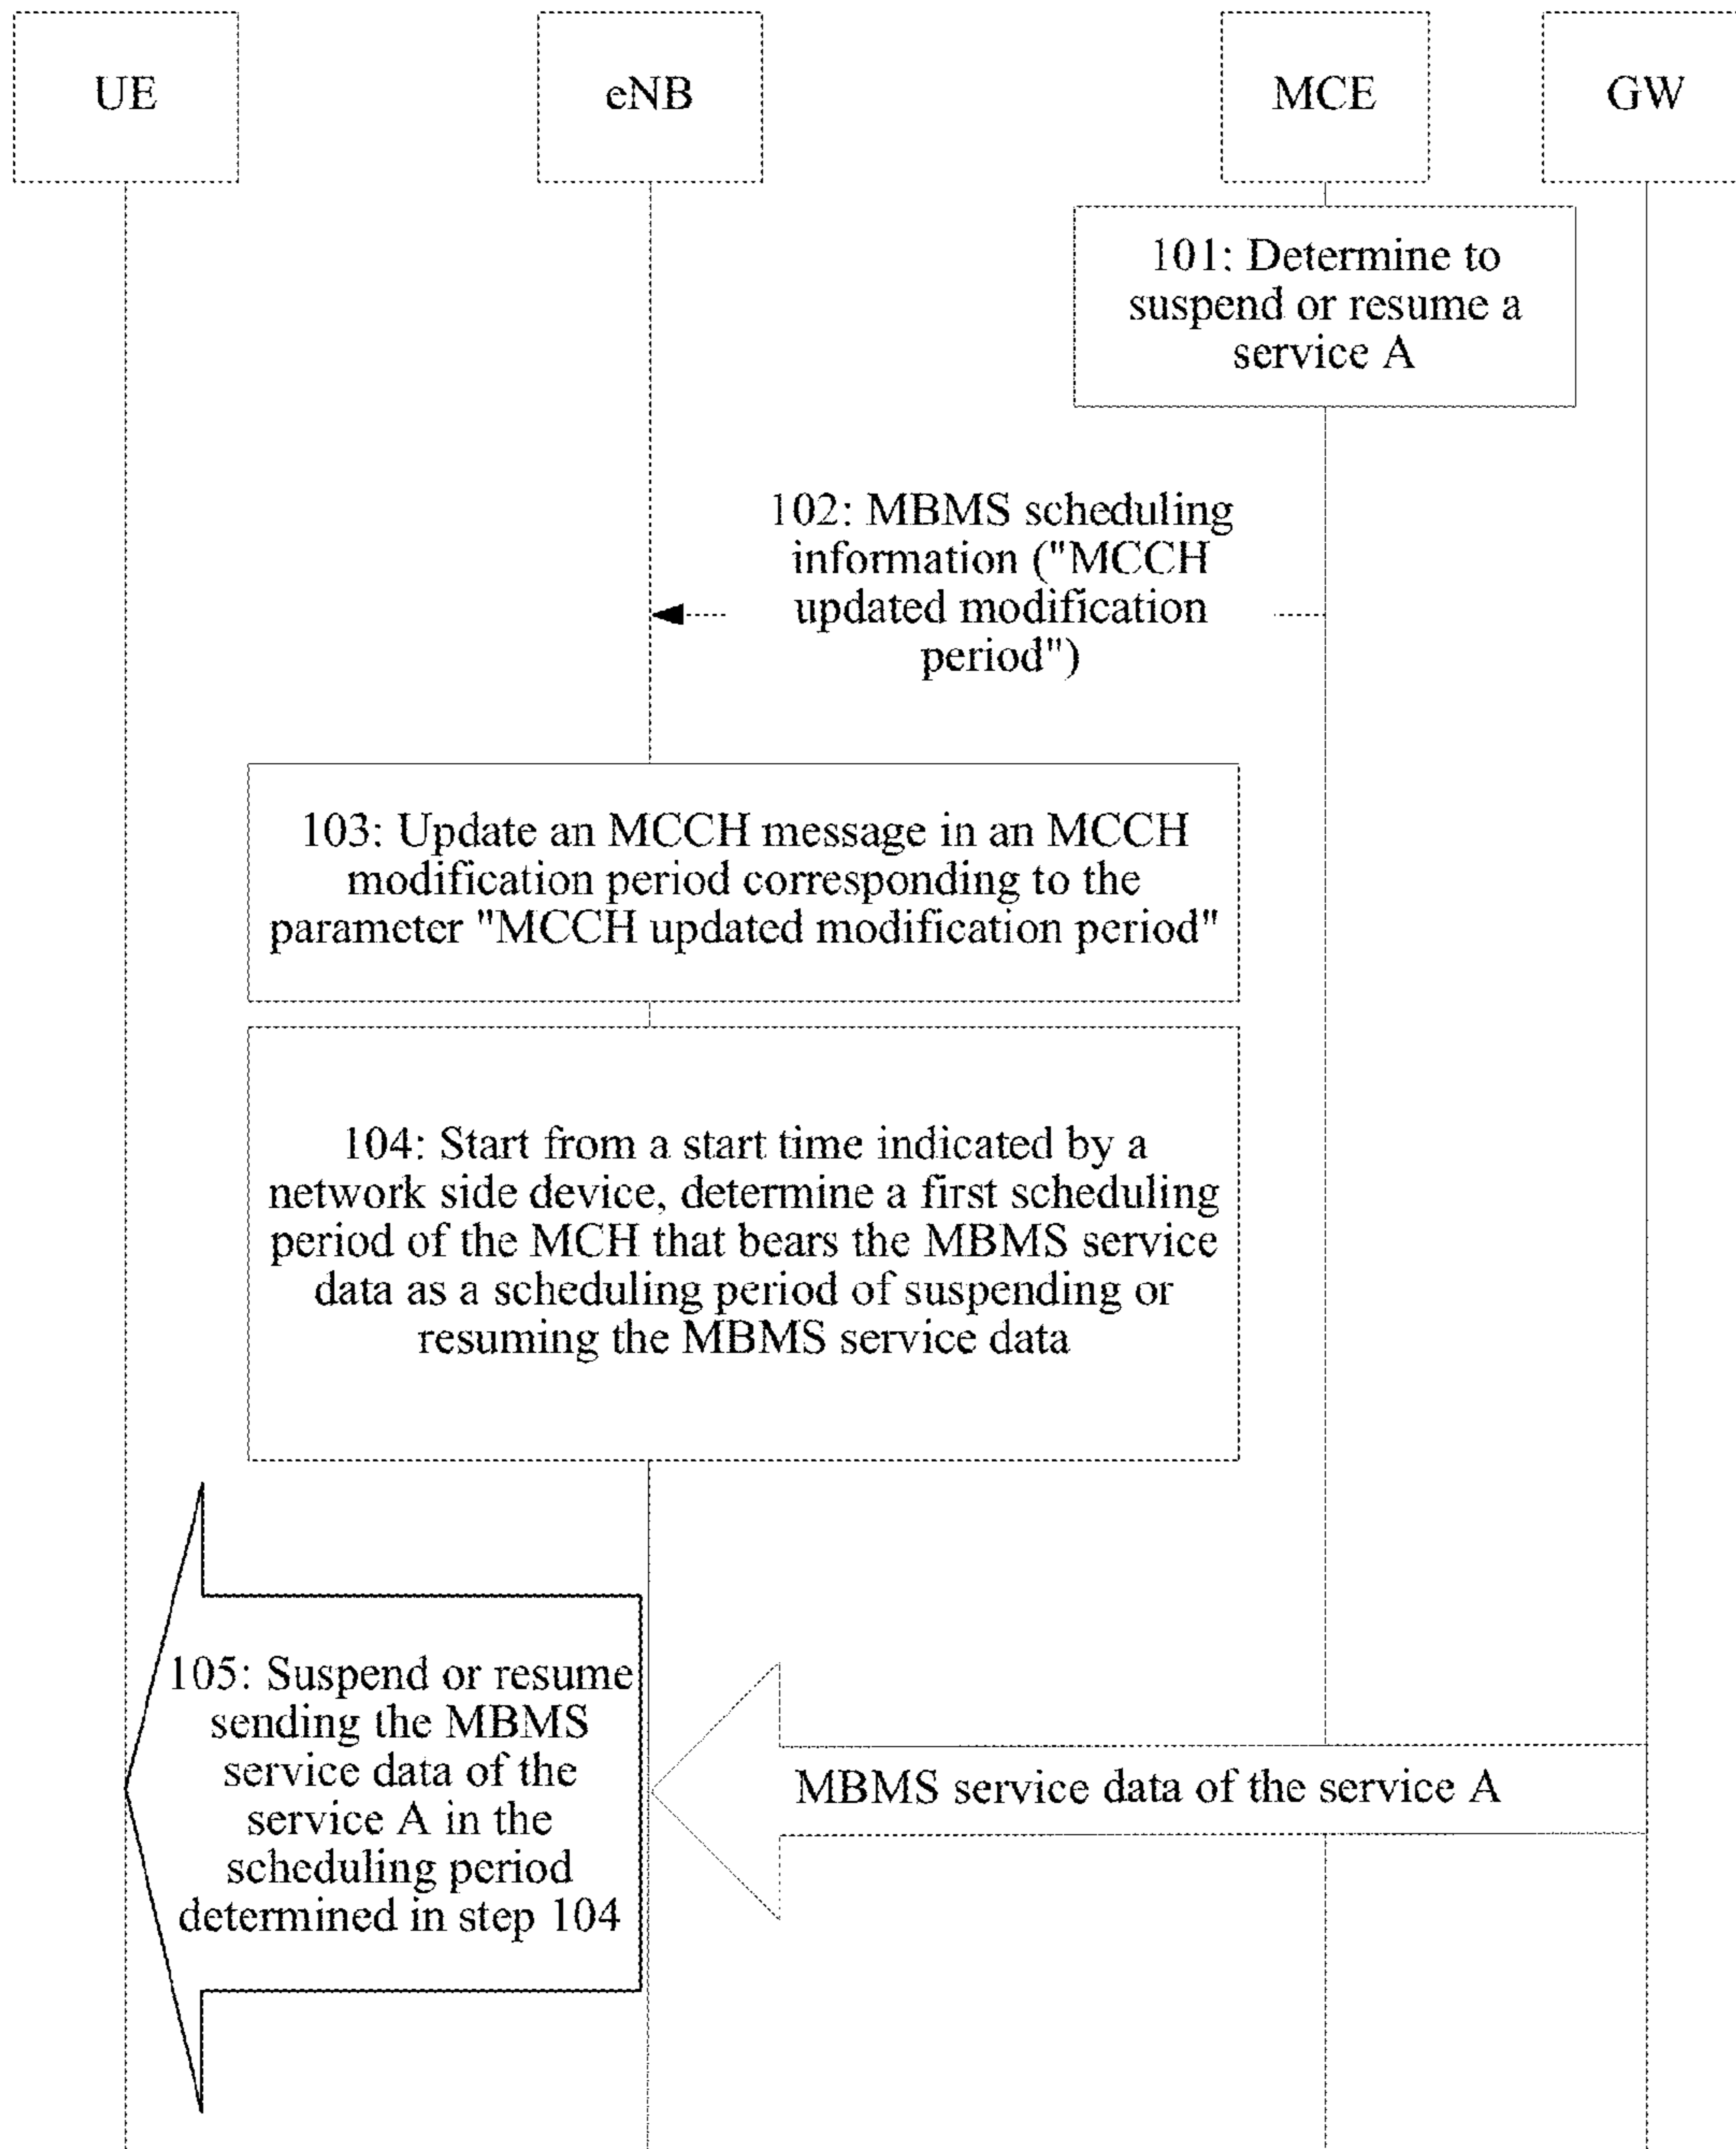 UE
eNB
MCE
GW
101: Determine to
suspend or resume a
service A
102: MBMS scheduling
information ("MCCH
updated modification
period")
103: Update an MCCH message in an MCCH
modification period corresponding to the
parameter "MCCH updated modification period"
104: Start from a start time indicated by a
network side device, determine a first scheduling
period of the MCH that bears the MBMS service
data as a scheduling period of suspending or
resuming the MBMS service data
105: Suspend or resume
sending the MBMS
service data of the
service A in the
scheduling period
determined in step 104
MBMS service data of the service A